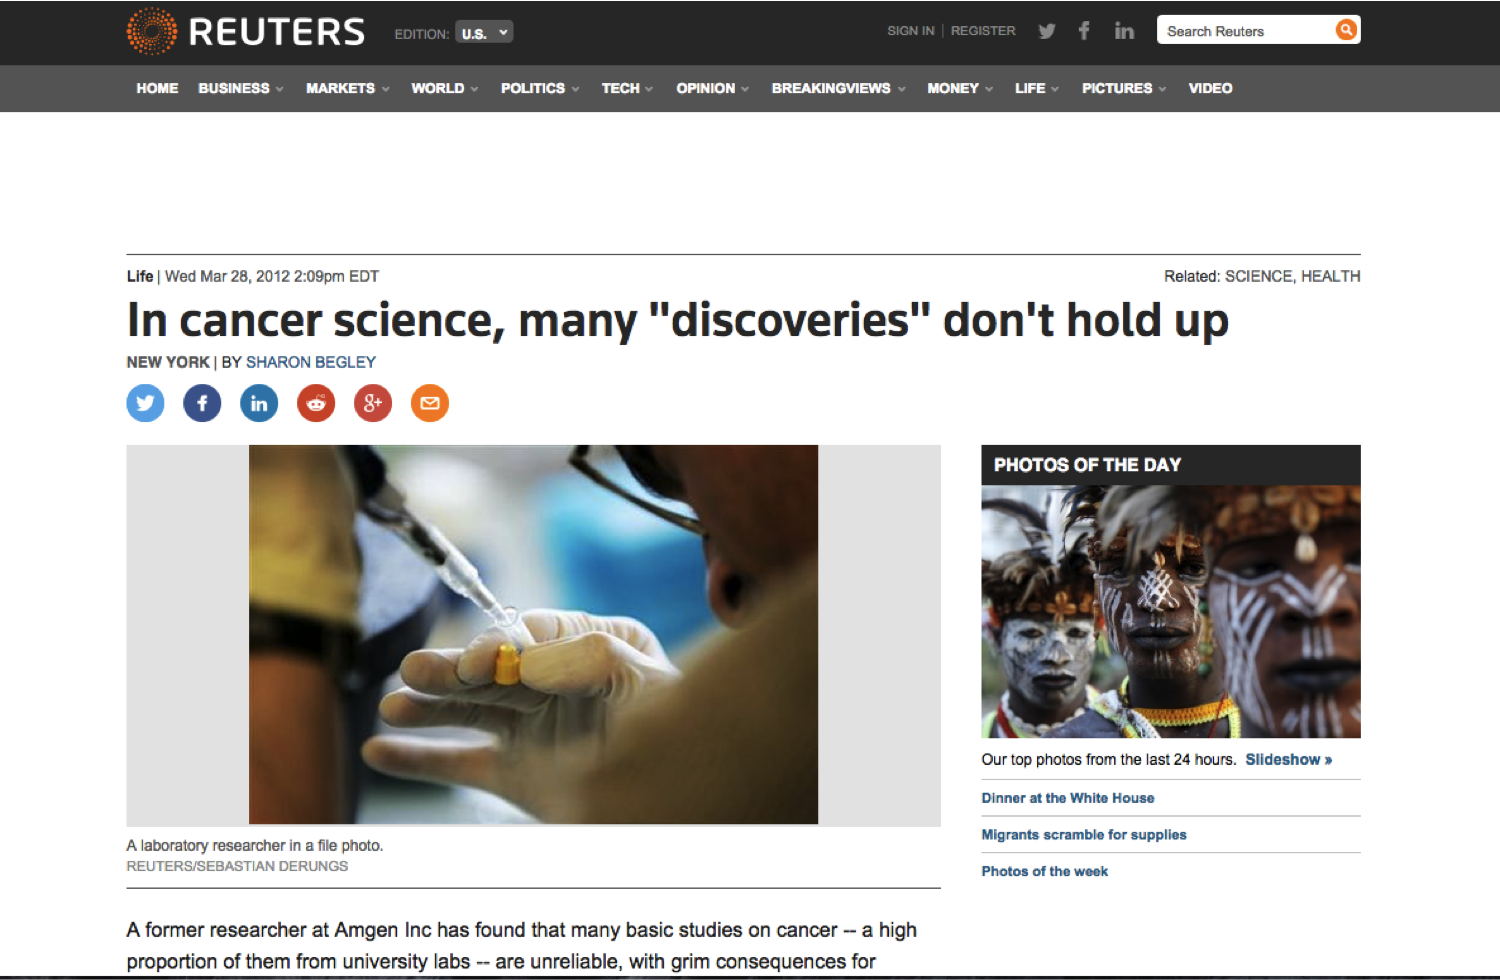 REUTERS
EDITION: U.S.
SIGN IN | REGISTER
Search Reuters
HOME BUSINESS MARKETS WORLD POLITICS TECH OPINION BREAKINGVIEWS MONEY LIFE PICTURES VIDEO
Life | Wed Mar 28, 2012 2:09pm EDT
Related: SCIENCE, HEALTH
In cancer science, many "discoveries" don't hold up
NEW YORK | BY SHARON BEGLEY
A laboratory researcher in a file photo.
REUTERS/SEBASTIAN DERUNGS
A former researcher at Amgen Inc has found that many basic studies on cancer -- a high
proportion of them from university labs -- are unreliable, with grim consequences for
PHOTOS OF THE DAY
Our top photos from the last 24 hours. Slideshow »
Dinner at the White House
Migrants scramble for supplies
Photos of the week